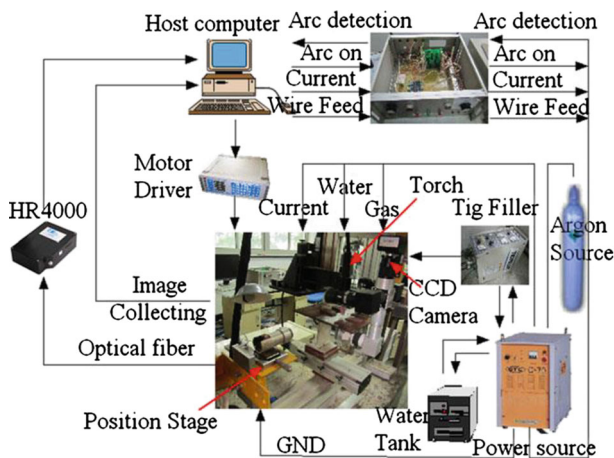 Host computer
Arc detection
Arc on
Current
Wire Feed
Arc detection
Arc on
Current
Wire Feed
Motor
Driver
HR4000
Current
Water
Gas
Torch
Tig Filler
Argon
Source
CCD
Camera
Image
Collecting
Optical fiber
Position Stage
Water
Tank
GND
Power source